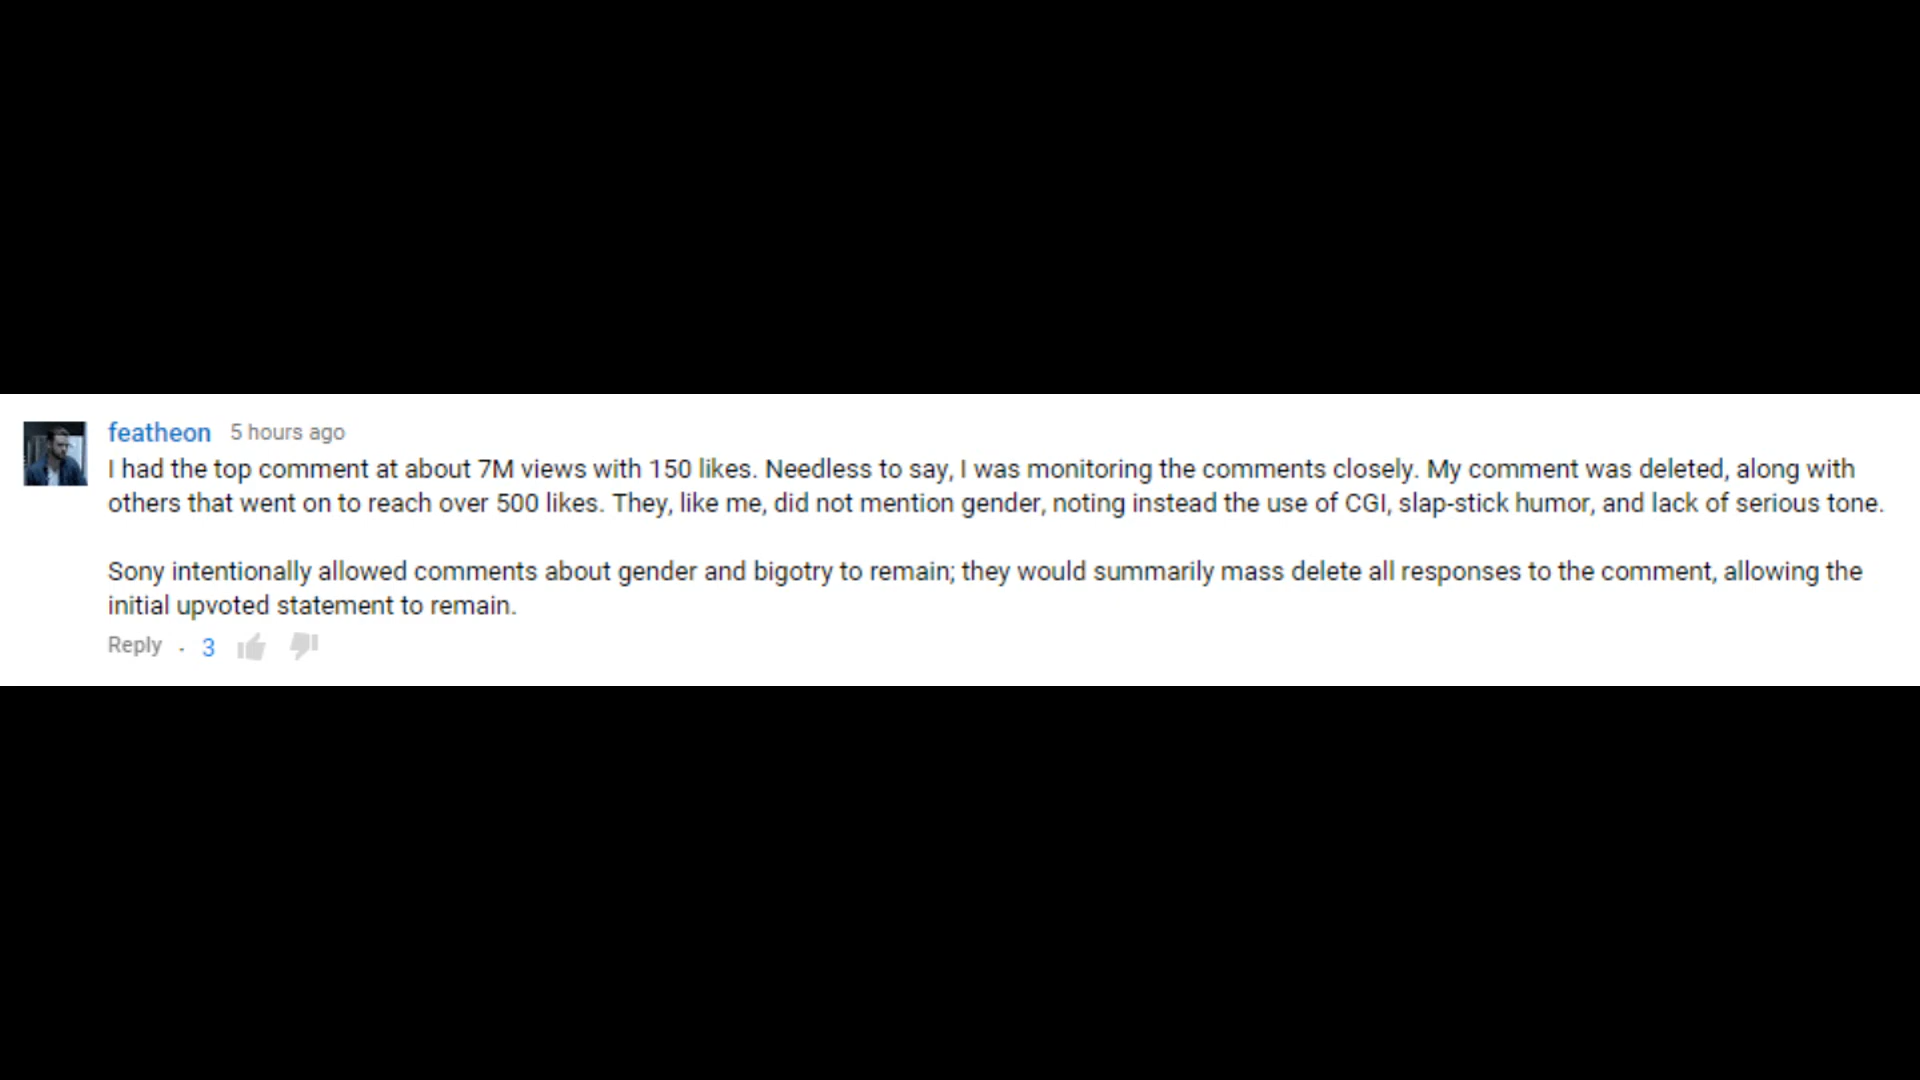 featheon 5 hours ago
I had the top comment at about 7M views with 150 likes. Needless to say, I was monitoring the comments closely. My comment was deleted, along with
others that went on to reach over 500 likes. They, like me, did not mention gender, noting instead the use of CGI, slap-stick humor, and lack of serious tone.
Sony intentionally allowed comments about gender and bigotry to remain; they would summarily mass delete all responses to the comment, allowing the
initial upvoted statement to remain.
Reply · 3